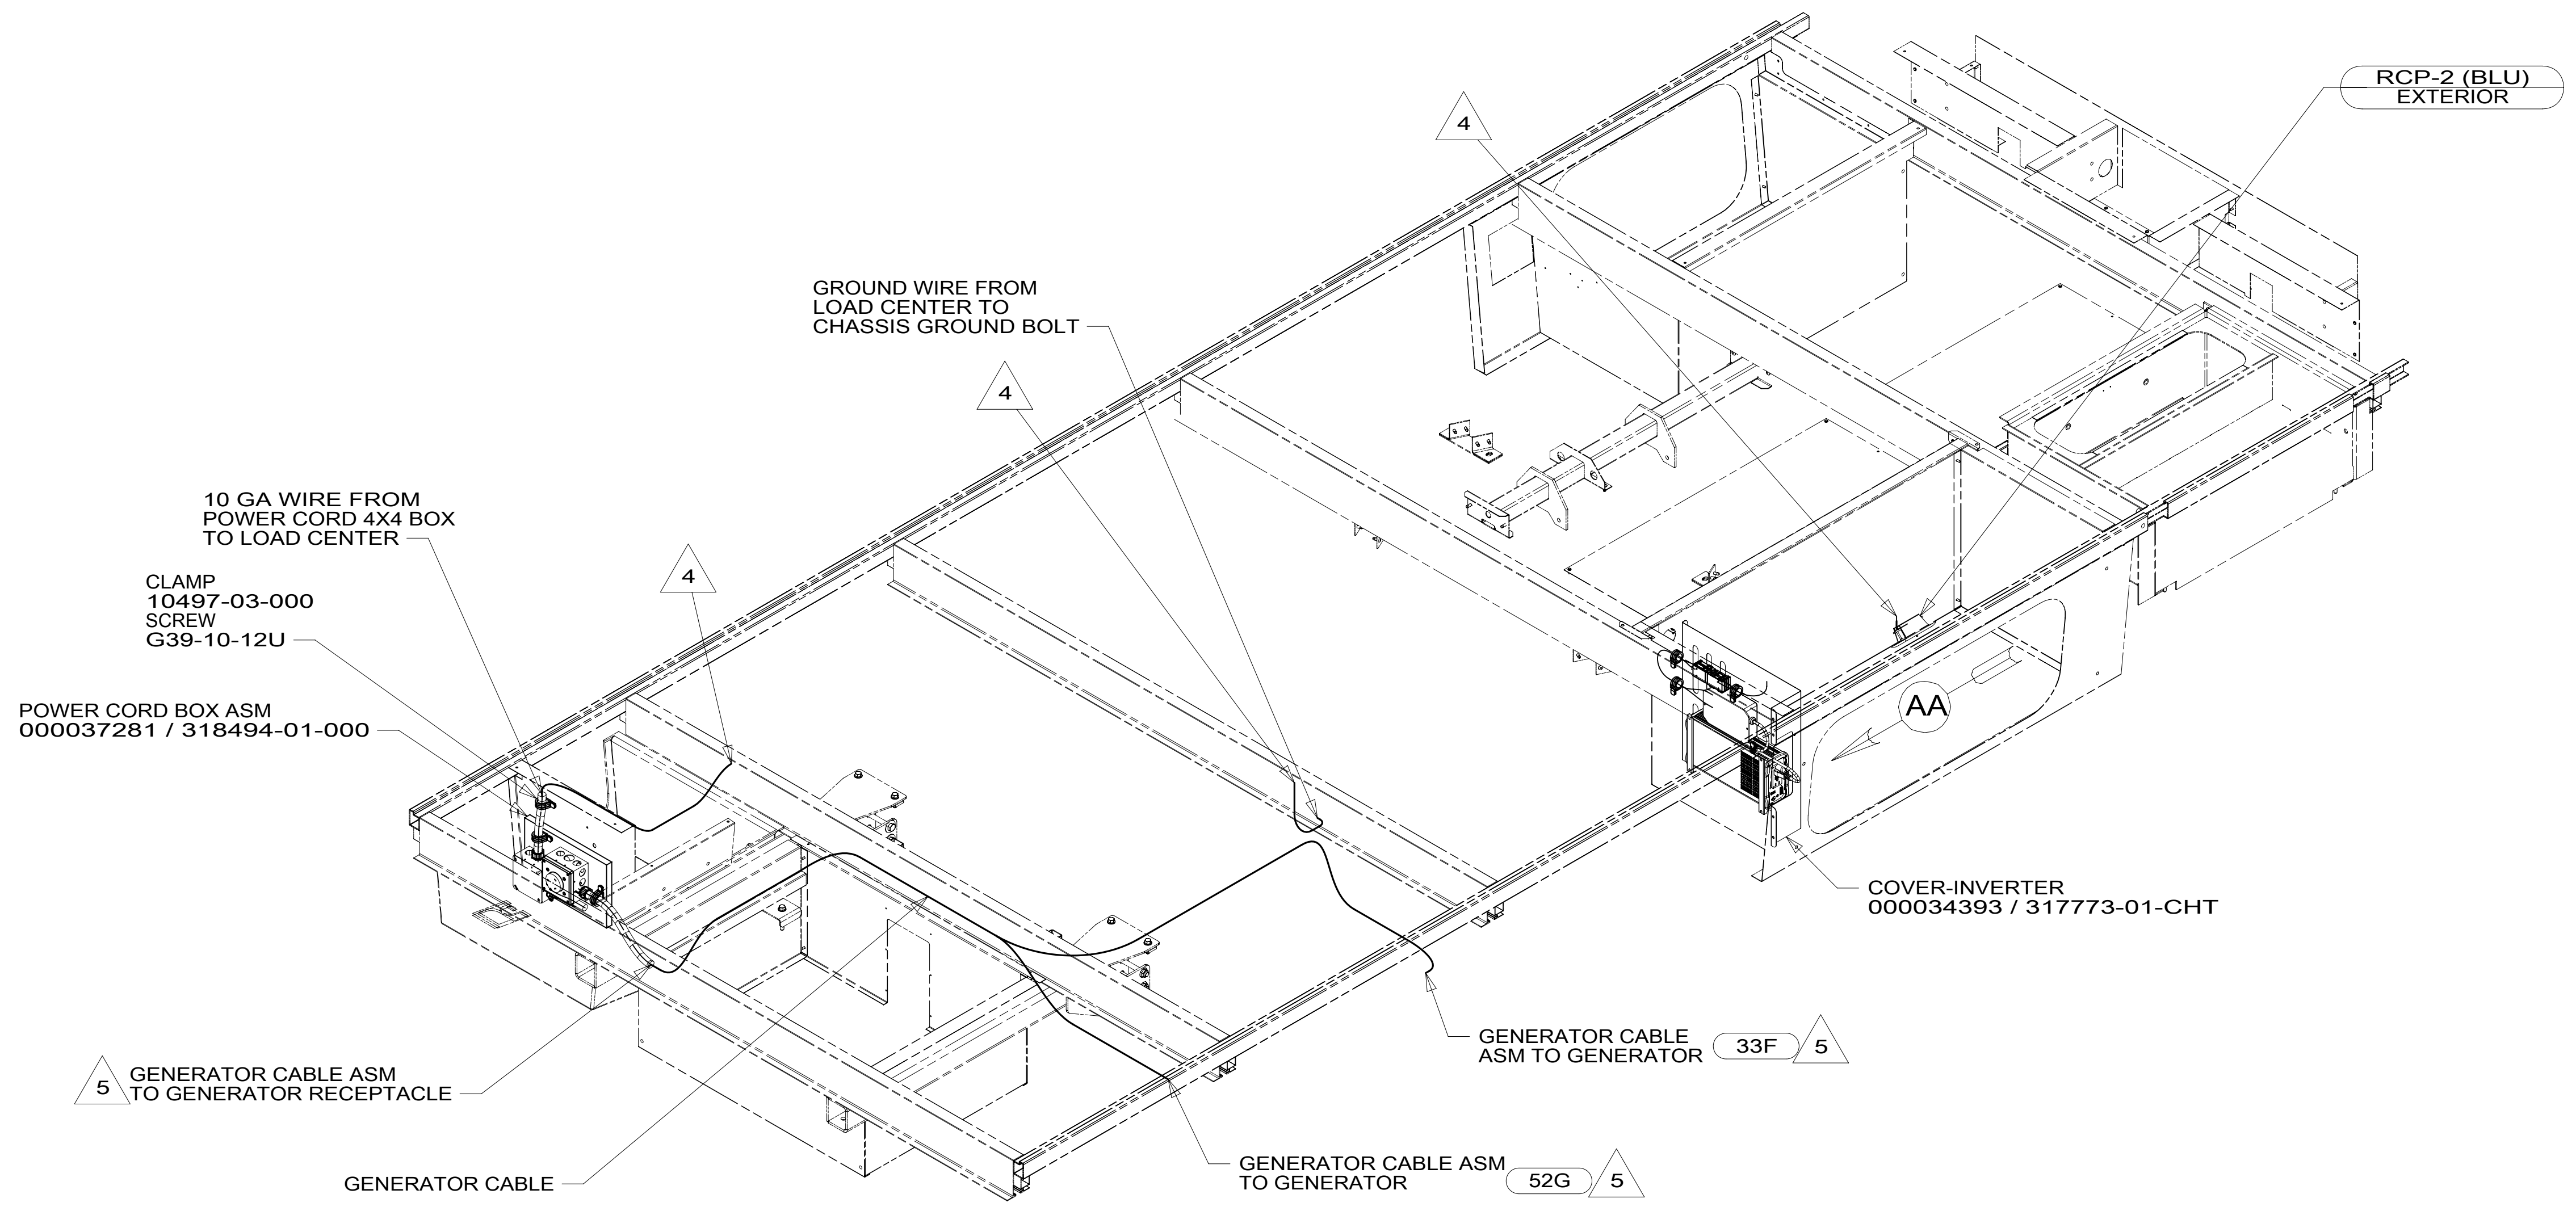 RCP-2 (BLU)
EXTERIOR
4
GROUND WIRE FROM
LOAD CENTER TO
CHASSIS GROUND BOLT
4
10 GA WIRE FROM
POWER CORD 4X4 BOX
TO LOAD CENTER
4
CLAMP
10497-03-000
SCREW
G39-10-12U
POWER CORD BOX ASM
000037281 / 318494-01-000
AA
COVER-INVERTER
000034393 / 317773-01-CHT
GENERATOR CABLE
ASM TO GENERATOR
33F
5
5
GENERATOR CABLE ASM
TO GENERATOR RECEPTACLE
GENERATOR CABLE
GENERATOR CABLE ASM
TO GENERATOR
52G
5